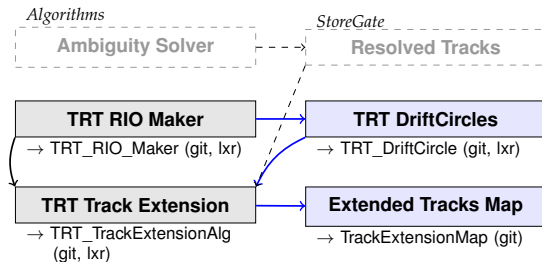 Algorithms
StoreGate
Ambiguity Solver
Resolved Tracks
TRT RIO Maker
TRT DriftCircles
→ TRT_RIO_Maker (git, lxr)
→ TRT_DriftCircle (git, lxr)
TRT Track Extension
Extended Tracks Map
→ TRT_TrackExtensionAlg
(git, lxr)
→ TrackExtensionMap (git)